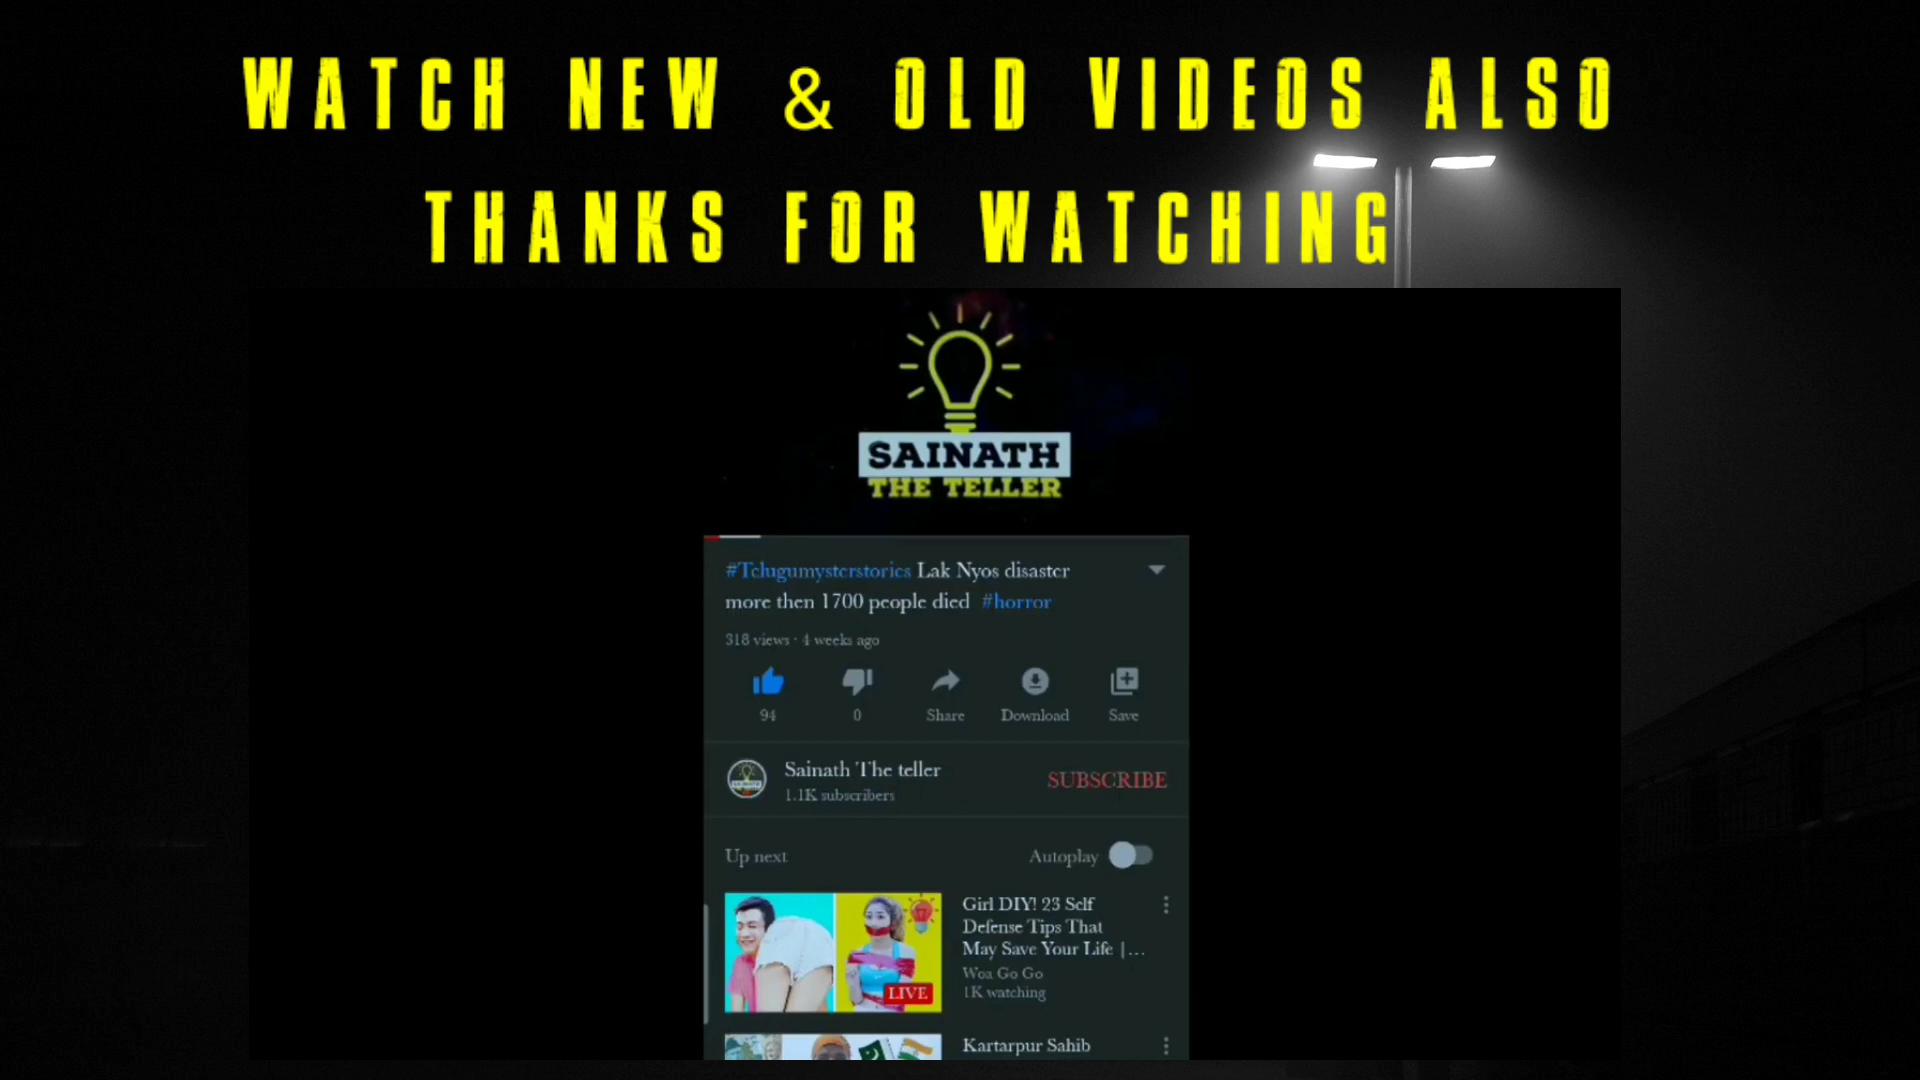 WATCH NEW & OLD VIDEOS ALSO
THANKS FOR WATCHING
SAINATH
THE TELLER
#Telugumysterstories Lak Nyos disaster
more then 1700 people died #horror
318 views · 4 weeks ago
94
0
Share
Download
Save
Sainath The teller
1.1K subscribers
SUBSCRIBE
Up next
Autoplay
LIVE
Girl DIY! 23 Self
Defense Tips That
May Save Your Life |...
Woa Go Go
1K watching
Kartarpur Sahib